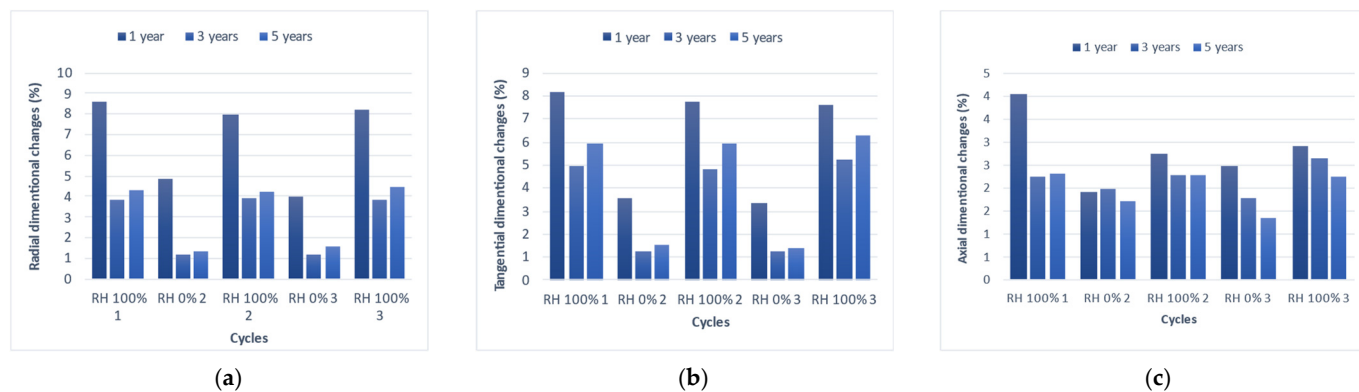 1 year 3 years 5 years
Radial dimentional changes (%)
10
9
8
7
6
5
4
3
2
1
0
RH 100% RH 0% 2 RH 100% RH 0% 3 RH 100%
1 2 3
Cycles
(a)
1 year 3 years 5 years
Tangential dimentional changes (%)
9
8
7
6
5
4
3
2
1
0
RH 100% 1 RH 0% 2 RH 100% 2 RH 0% 3 RH 100% 3
Cycles
(b)
1 year 3 years 5 years
Axial dimentional changes (%)
5
4
4
3
3
2
2
1
1
0
RH 100% 1 RH 0% 2 RH 100% 2 RH 0% 3 RH 100% 3
Cycles
(c)